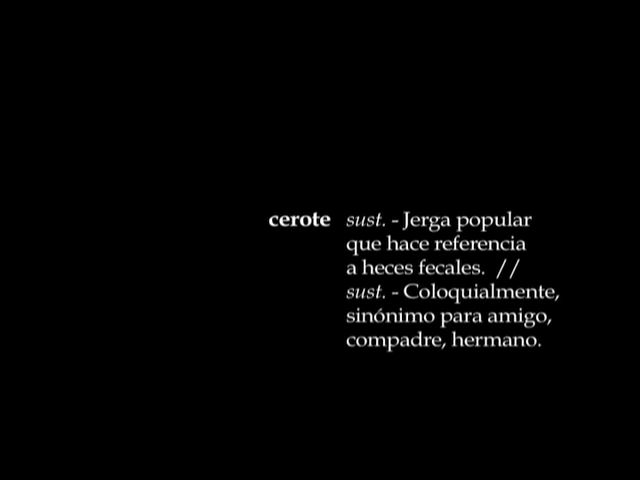 cerote sust. - Jerga popular
que hace referencia
a heces fecales. //
sust. - Coloquialmente,
sinónimo para amigo,
compadre, hermano.